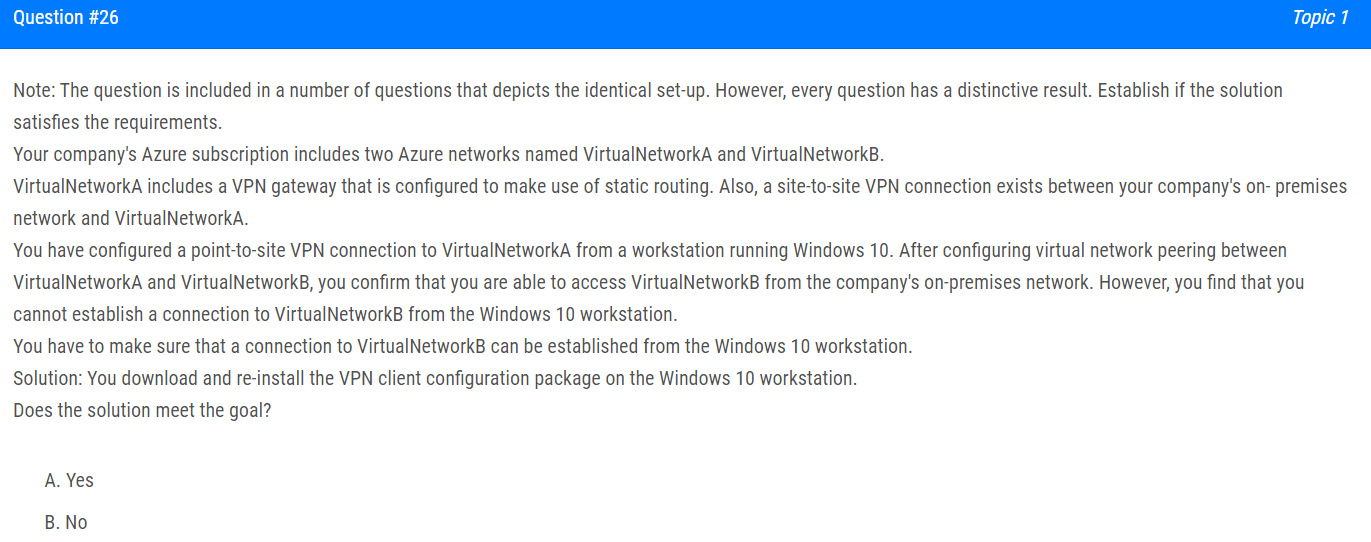 Question #26
Topic 1
Note: The question is included in a number of questions that depicts the identical set-up. However, every question has a distinctive result. Establish if the solution
satisfies the requirements.
Your company's Azure subscription includes two Azure networks named VirtualNetworkA and VirtualNetworkB.
VirtualNetworkA includes a VPN gateway that is configured to make use of static routing. Also, a site-to-site VPN connection exists between your company's on- premises
network and VirtualNetworkA.
You have configured a point-to-site VPN connection to VirtualNetworkA from a workstation running Windows 10. After configuring virtual network peering between
VirtualNetworkA and VirtualNetworkB, you confirm that you are able to access VirtualNetworkB from the company's on-premises network. However, you find that you
cannot establish a connection to VirtualNetworkB from the Windows 10 workstation.
You have to make sure that a connection to VirtualNetworkB can be established from the Windows 10 workstation.
Solution: You download and re-install the VPN client configuration package on the Windows 10 workstation.
Does the solution meet the goal?
A. Yes
B. No